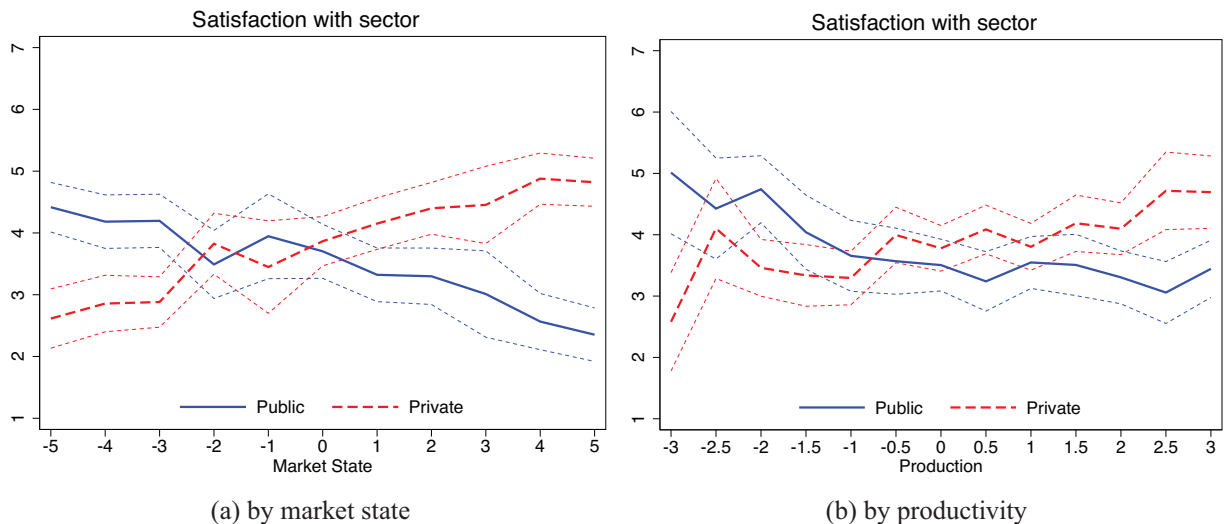 Satisfaction with sector
7
6
5
4
3
2
1
Public Private
-5 -4 -3 -2 -1 0 1 2 3 4 5
Market State
(a) by market state
Satisfaction with sector
7
6
5
4
3
2
1
Public Private
-3 -2.5 -2 -1.5 -1 -0.5 0 0.5 1 1.5 2 2.5 3
Production
(b) by productivity